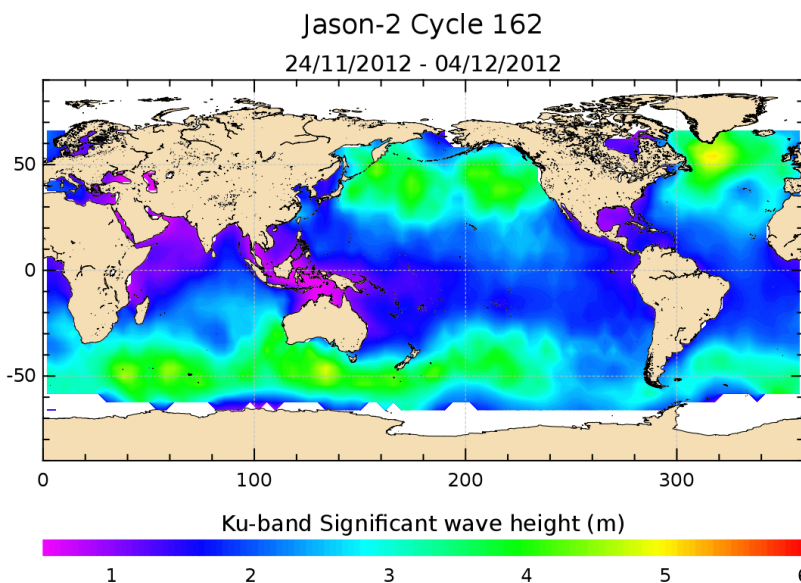 Jason-2 Cycle 162
24/11/2012 - 04/12/2012
50
0
-50
0 100 200 300
Ku-band Significant wave height (m)
1 2 3 4 5 6